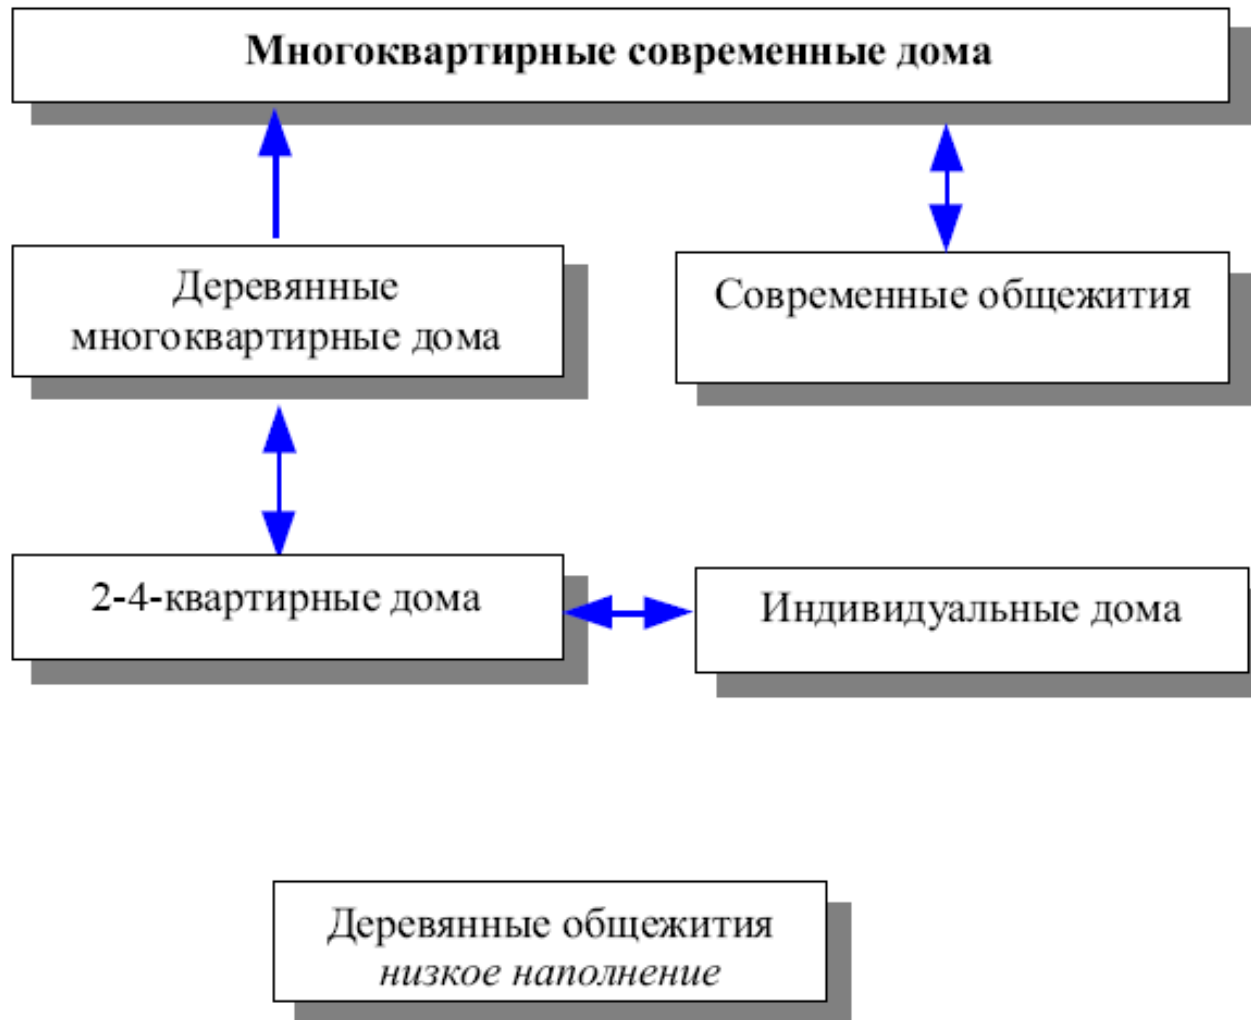 Многоквартирные современные дома
Деревянные
многоквартирные дома
Современные общежития
2-4-квартирные дома
Индивидуальные дома
Деревянные общежития
низкое наполнение